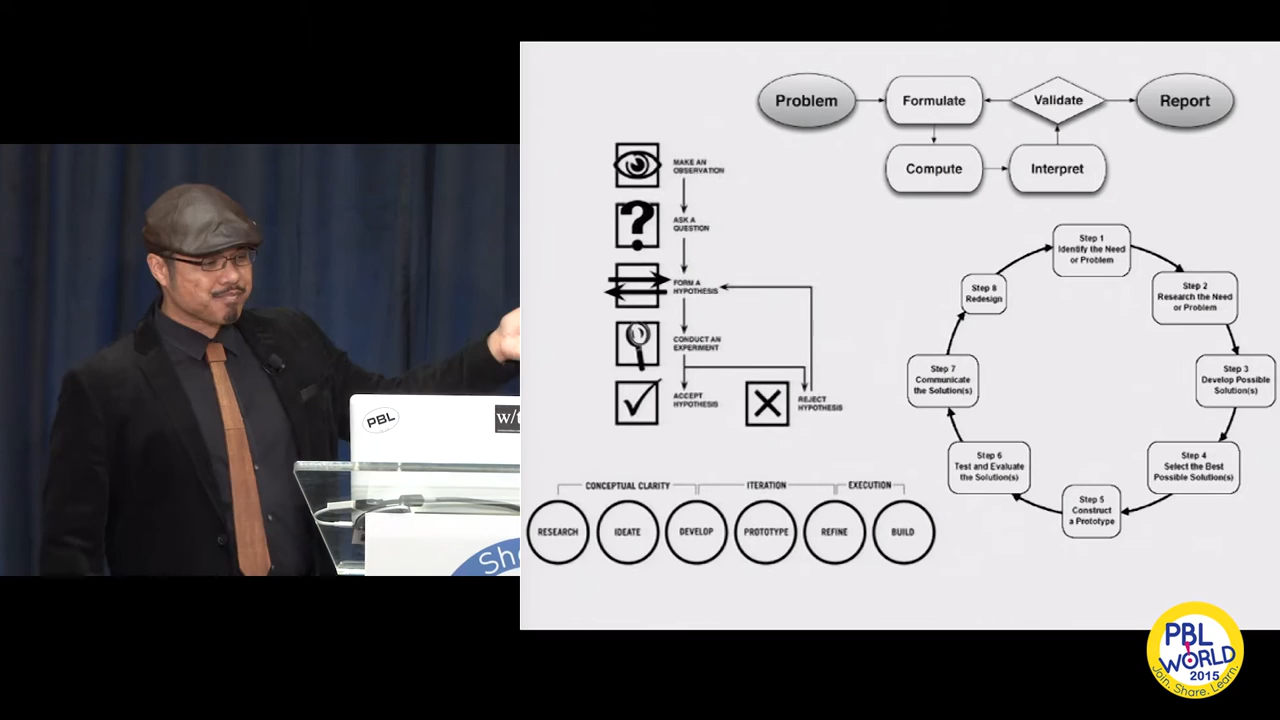 PBL
w/t
Sh
Problem
Formulate
Validate
Report
Compute
Interpret
MAKE AN
OBSERVATION
ASK A
QUESTION
FORM A
HYPOTHESIS
CONDUCT AN
EXPERIMENT
ACCEPT
HYPOTHESIS
REJECT
HYPOTHESIS
Step 1
Identify the Need
or Problem
Step 2
Research the Need
or Problem
Step 3
Develop Possible
Solution(s)
Step 4
Select the Best
Possible Solution(s)
Step 5
Construct
a Prototype
Step 6
Test and Evaluate
the Solution(s)
Step 7
Communicate
the Solution(s)
Step 8
Redesign
CONCEPTUAL CLARITY
ITERATION
EXECUTION
RESEARCH
IDEATE
DEVELOP
PROTOTYPE
REFINE
BUILD
PBL
WORLD
2015
Join. Share. Learn.